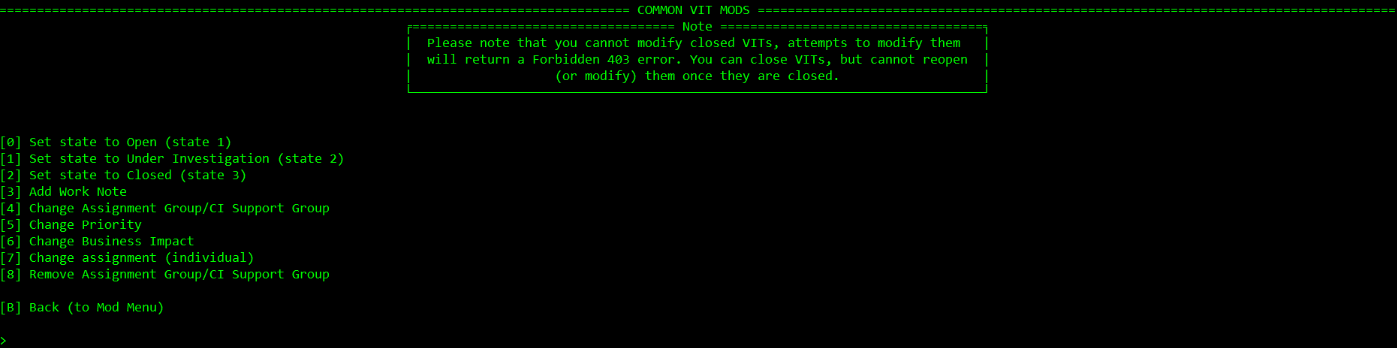 COMMON VIT MODS
Note
Please note that you cannot modify closed VITs, attempts to modify them
will return a Forbidden 403 error. You can close VITs, but cannot reopen
(or modify) them once they are closed.
[0] Set state to Open (state 1)
[1] Set state to Under Investigation (state 2)
[2] Set state to Closed (state 3)
[3] Add Work Note
[4] Change Assignment Group/CI Support Group
[5] Change Priority
[6] Change Business Impact
[7] Change assignment (individual)
[8] Remove Assignment Group/CI Support Group
[B] Back (to Mod Menu)
>